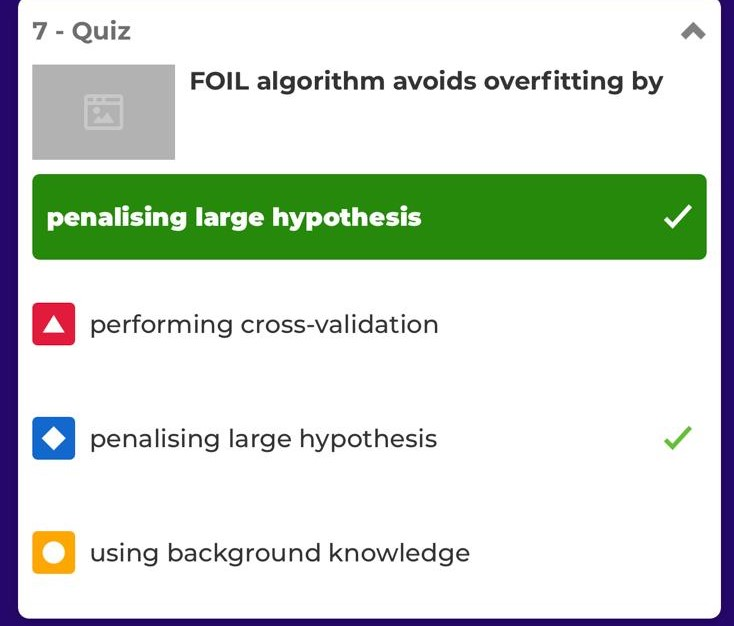 7 - Quiz
FOIL algorithm avoids overfitting by
penalising large hypothesis
performing cross-validation
penalising large hypothesis
using background knowledge